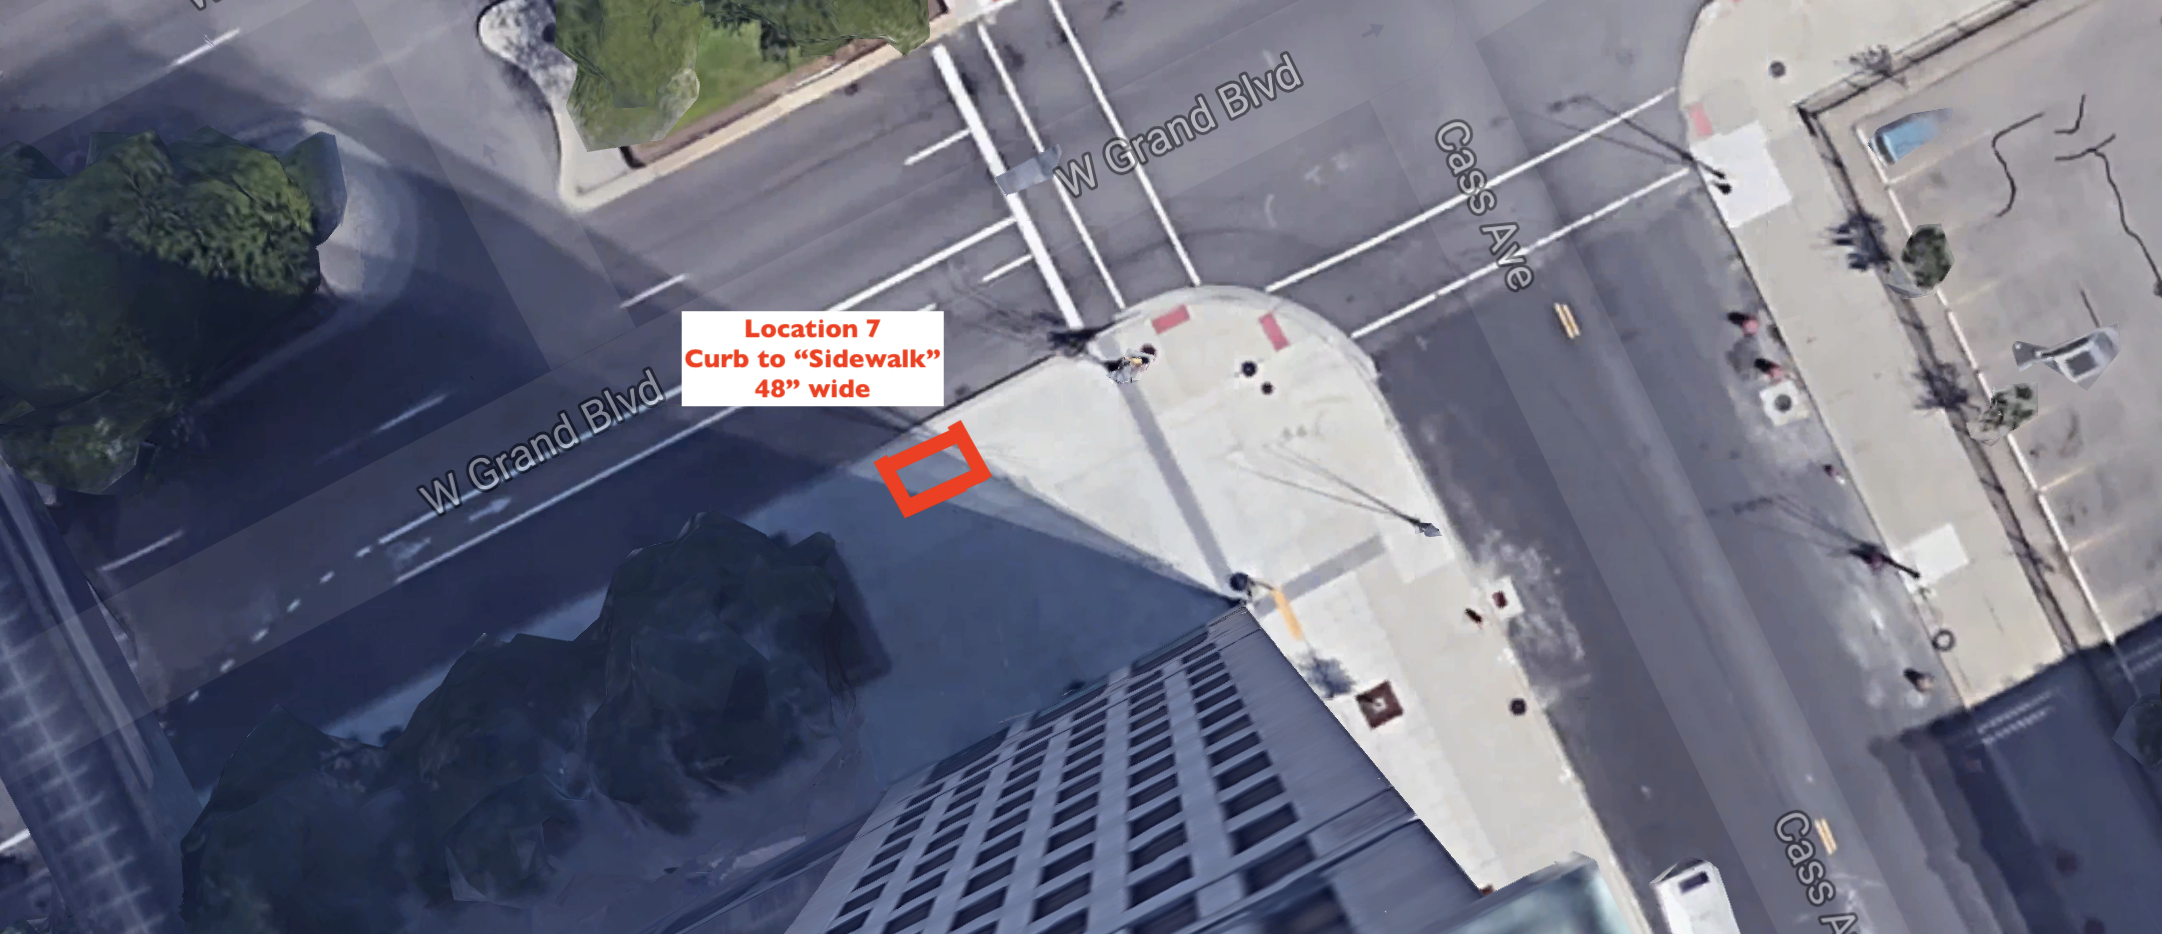 W Grand Blvd
Cass Ave
Location 7
Curb to “Sidewalk”
48” wide
W Grand Blvd
Cass A